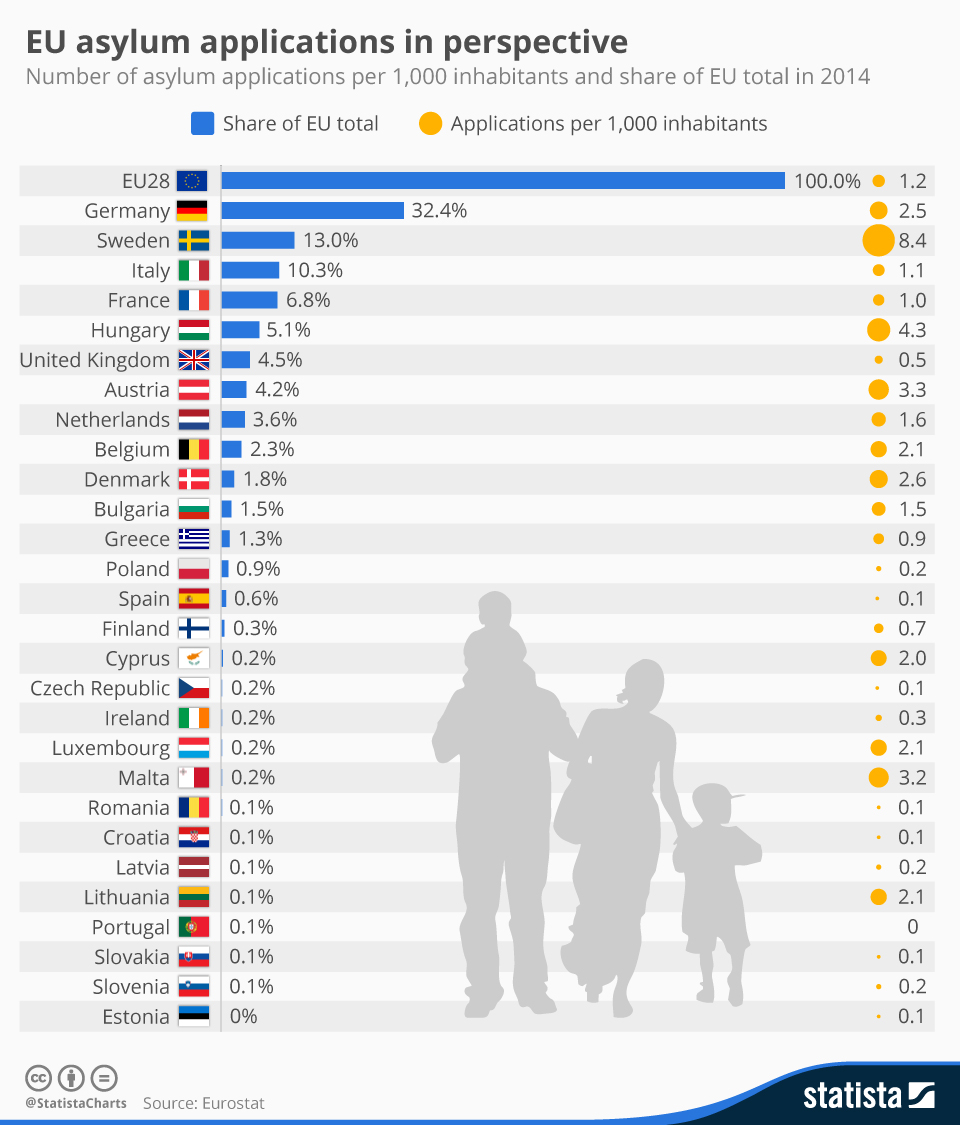 EU asylum applications in perspective
Number of asylum applications per 1,000 inhabitants and share of EU total in 2014
Share of EU total Applications per 1,000 inhabitants
EU28 100.0% 1.2
Germany 32.4% 2.5
Sweden 13.0% 8.4
Italy 10.3% 1.1
France 6.8% 1.0
Hungary 5.1% 4.3
United Kingdom 4.5% 0.5
Austria 4.2% 3.3
Netherlands 3.6% 1.6
Belgium 2.3% 2.1
Denmark 1.8% 2.6
Bulgaria 1.5% 1.5
Greece 1.3% 0.9
Poland 0.9% 0.2
Spain 0.6% 0.1
Finland 0.3% 0.7
Cyprus 0.2% 2.0
Czech Republic 0.2% 0.1
Ireland 0.2% 0.3
Luxembourg 0.2% 2.1
Malta 0.2% 3.2
Romania 0.1% 0.1
Croatia 0.1% 0.1
Latvia 0.1% 0.2
Lithuania 0.1% 2.1
Portugal 0.1% 0
Slovakia 0.1% 0.1
Slovenia 0.1% 0.2
Estonia 0% 0.1
cc
@StatistaCharts Source: Eurostat
statista